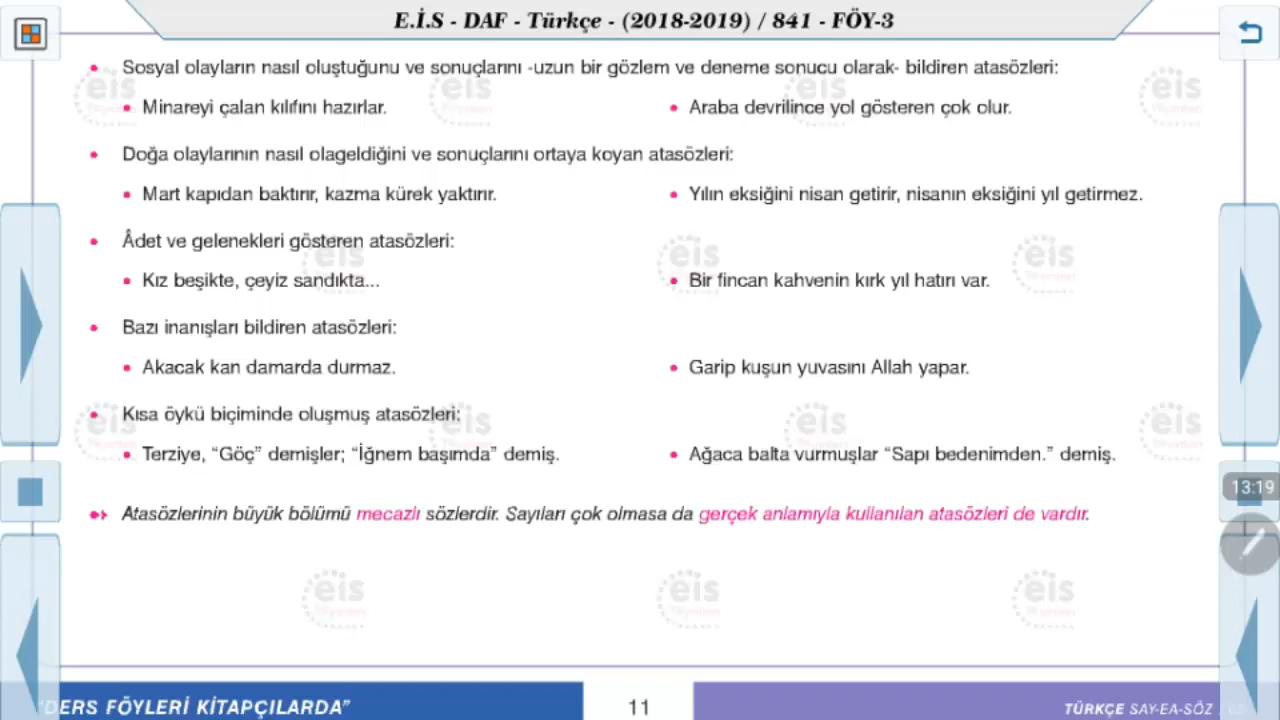 E.İ.S - DAF - Türkçe - (2018-2019) / 841 - FÖY-3
• Sosyal olayların nasıl oluştuğunu ve sonuçlarını -uzun bir gözlem ve deneme sonucu olarak- bildiren atasözleri:
• Minareyi çalan kılıfını hazırlar. • Araba devrilince yol gösteren çok olur.
• Doğa olaylarının nasıl olageldiğini ve sonuçlarını ortaya koyan atasözleri:
• Mart kapıdan baktırır, kazma kürek yaktırır. • Yılın eksiğini nisan getirir, nisanın eksiğini yıl getirmez.
• Âdet ve gelenekleri gösteren atasözleri:
• Kız beşikte, çeyiz sandıkta... • Bir fincan kahvenin kırk yıl hatırı var.
• Bazı inanışları bildiren atasözleri:
• Akacak kan damarda durmaz. • Garip kuşun yuvasını Allah yapar.
• Kısa öykü biçiminde oluşmuş atasözleri:
• Terziye, “Göç” demişler; “İğnem başımda” demiş. • Ağaca balta vurmuşlar “Sapı bedenimden.” demiş.
13:19
Atasözlerinin büyük bölümü mecazlı sözlerdir. Sayıları çok olmasa da gerçek anlamıyla kullanılan atasözleri de vardır.
"DERS FÖYLERİ KİTAPÇILARDA” 11 TÜRKÇE SAY-EA-SÖZ